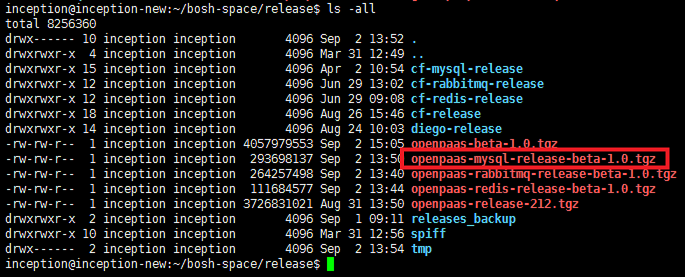 inception@inception-new:~/bosh-space/release$ ls -all
total 8256360
drwx------ 10 inception inception 4096 Sep 2 13:52 .
drwxrwxr-x 4 inception inception 4096 Mar 31 12:49 ..
drwxrwxr-x 15 inception inception 4096 Apr 2 10:54 cf-mysql-release
drwxrwxr-x 12 inception inception 4096 Jun 29 13:02 cf-rabbitmq-release
drwxrwxr-x 12 inception inception 4096 Jun 29 09:08 cf-redis-release
drwxrwxr-x 18 inception inception 4096 Aug 26 15:46 cf-release
drwxrwxr-x 14 inception inception 4096 Aug 24 10:03 diego-release
-rw-rw-r-- 1 inception inception 4057979553 Sep 2 15:05 openpaas-beta-1.0.tgz
-rw-rw-r-- 1 inception inception 293698137 Sep 2 13:50 openpaas-mysql-release-beta-1.0.tgz
-rw-rw-r-- 1 inception inception 264257498 Sep 2 13:40 openpaas-rabbitmq-release-beta-1.0.tgz
-rw-rw-r-- 1 inception inception 111684577 Sep 2 13:44 openpaas-redis-release-beta-1.0.tgz
-rw-rw-r-- 1 inception inception 3726831021 Aug 31 13:50 openpaas-release-212.tgz
drwxrwxr-x 2 inception inception 4096 Sep 1 09:11 releases_backup
drwxrwxr-x 10 inception inception 4096 Mar 31 12:56 spiff
drwx------ 2 inception inception 4096 Sep 2 13:54 tmp
inception@inception-new:~/bosh-space/release$